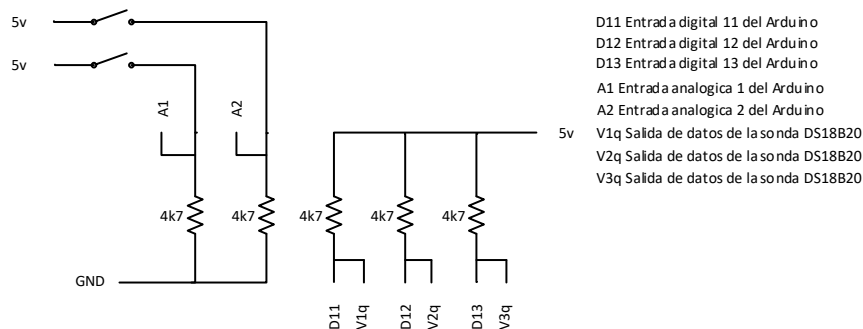 5v
5v
A1
A2
4k7
4k7
GND
5v
4k7
4k7
4k7
D11
V1q
D12
V2q
D13
V3q
D11 Entrada digital 11 del Arduino
D12 Entrada digital 12 del Arduino
D13 Entrada digital 13 del Arduino
A1 Entrada analogica 1 del Arduino
A2 Entrada analogica 2 del Arduino
V1q Salida de datos de la sonda DS18B20
V2q Salida de datos de la sonda DS18B20
V3q Salida de datos de la sonda DS18B20